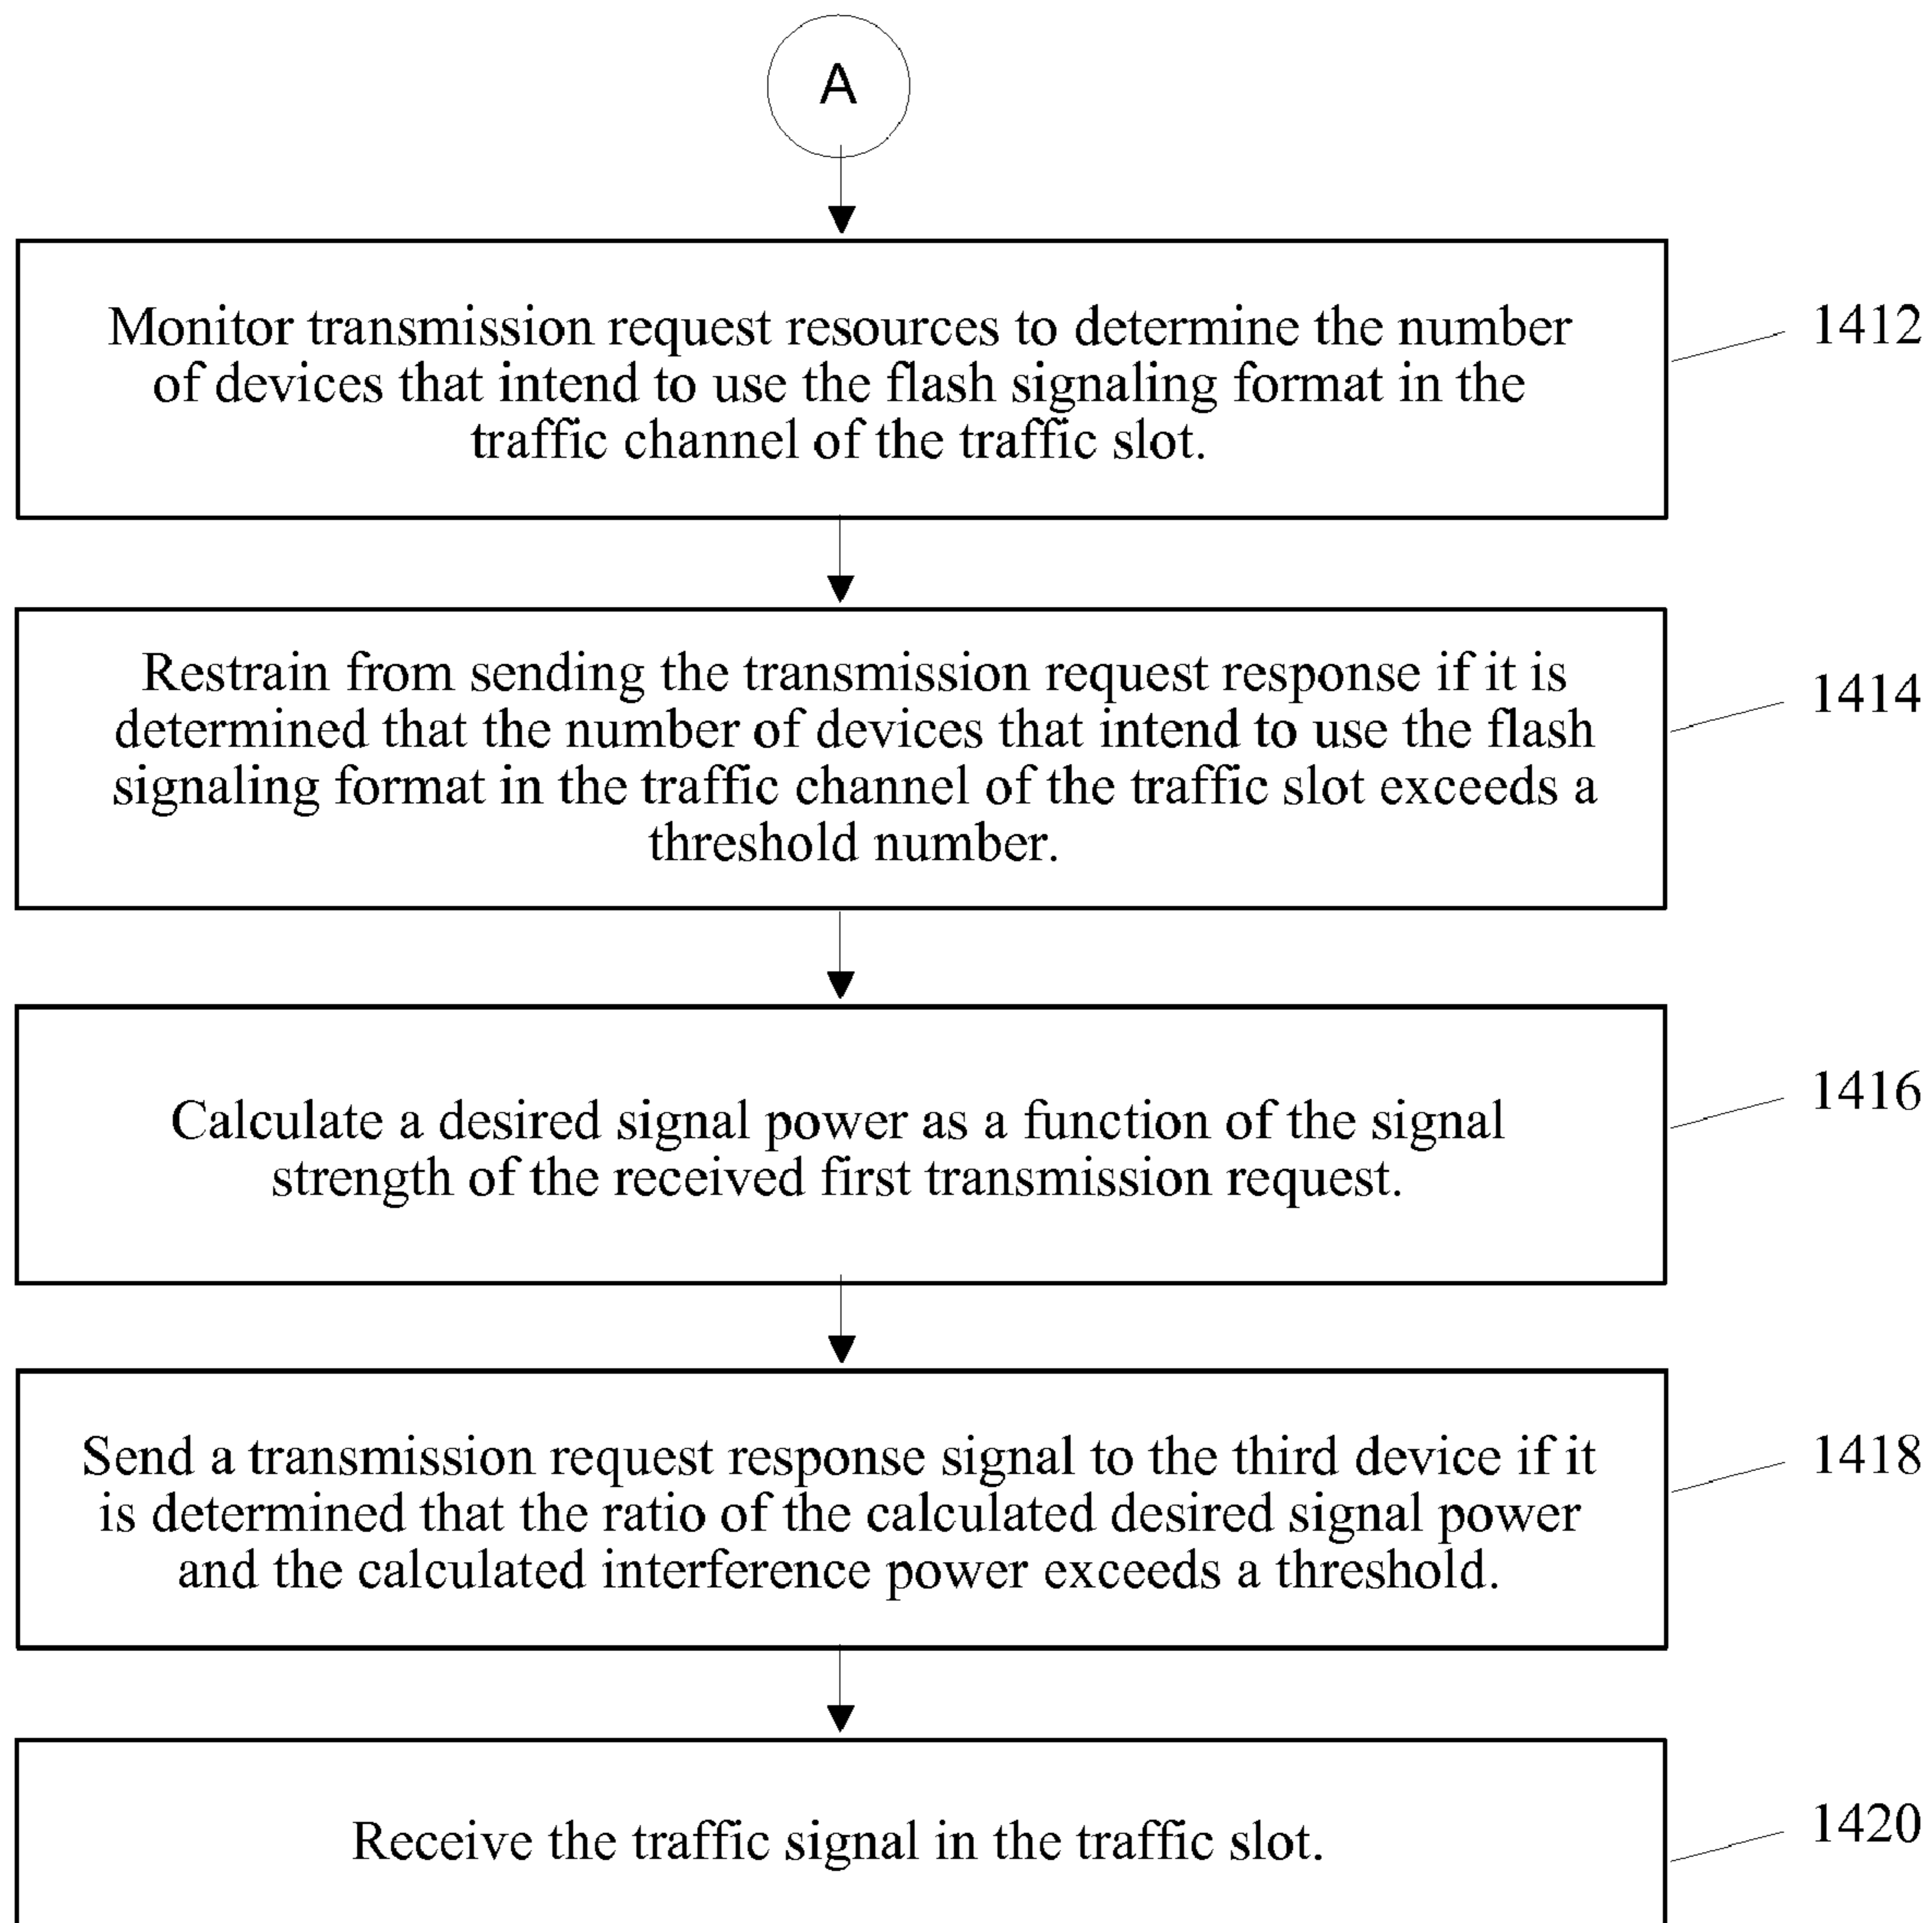 A
Monitor transmission request resources to determine the number
of devices that intend to use the flash signaling format in the
traffic channel of the traffic slot.
1412
Restrain from sending the transmission request response if it is
determined that the number of devices that intend to use the flash
signaling format in the traffic channel of the traffic slot exceeds a
threshold number.
1414
Calculate a desired signal power as a function of the signal
strength of the received first transmission request.
1416
Send a transmission request response signal to the third device if it
is determined that the ratio of the calculated desired signal power
and the calculated interference power exceeds a threshold.
1418
Receive the traffic signal in the traffic slot.
1420